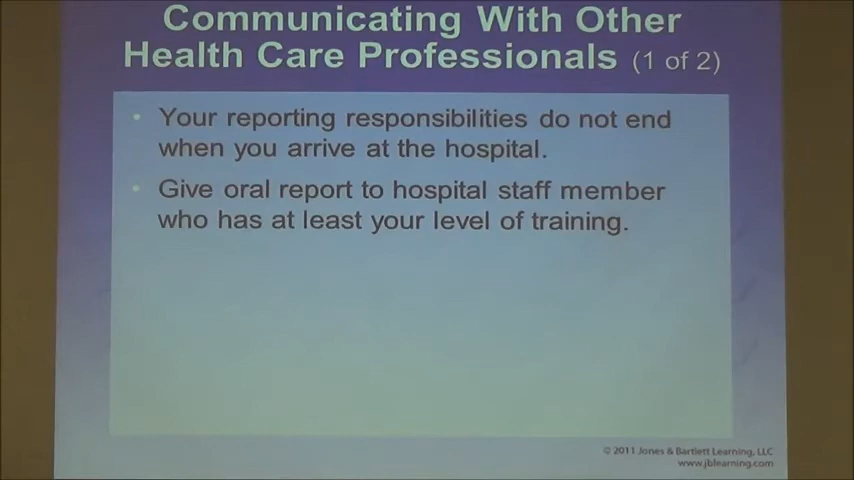 Communicating With Other
Health Care Professionals (1 of 2)
• Your reporting responsibilities do not end
when you arrive at the hospital.
• Give oral report to hospital staff member
who has at least your level of training.
© 2011 Jones & Bartlett Learning, LLC
www.jblearning.com